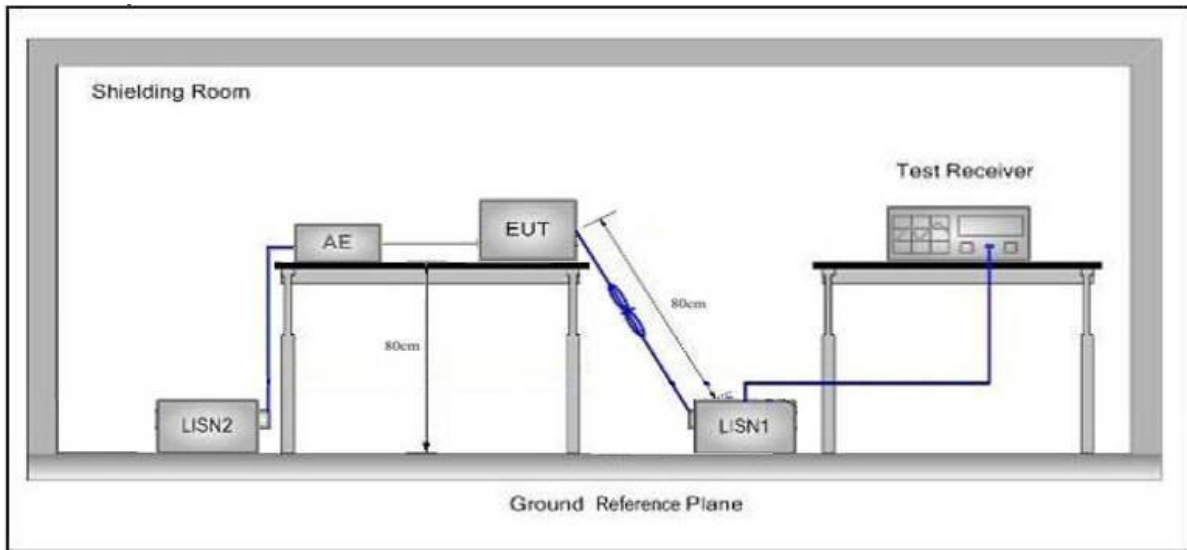 Shielding Room
Test Receiver
AE
EUT
80cm
80cm
LISN2
LISN1
Ground Reference Plane